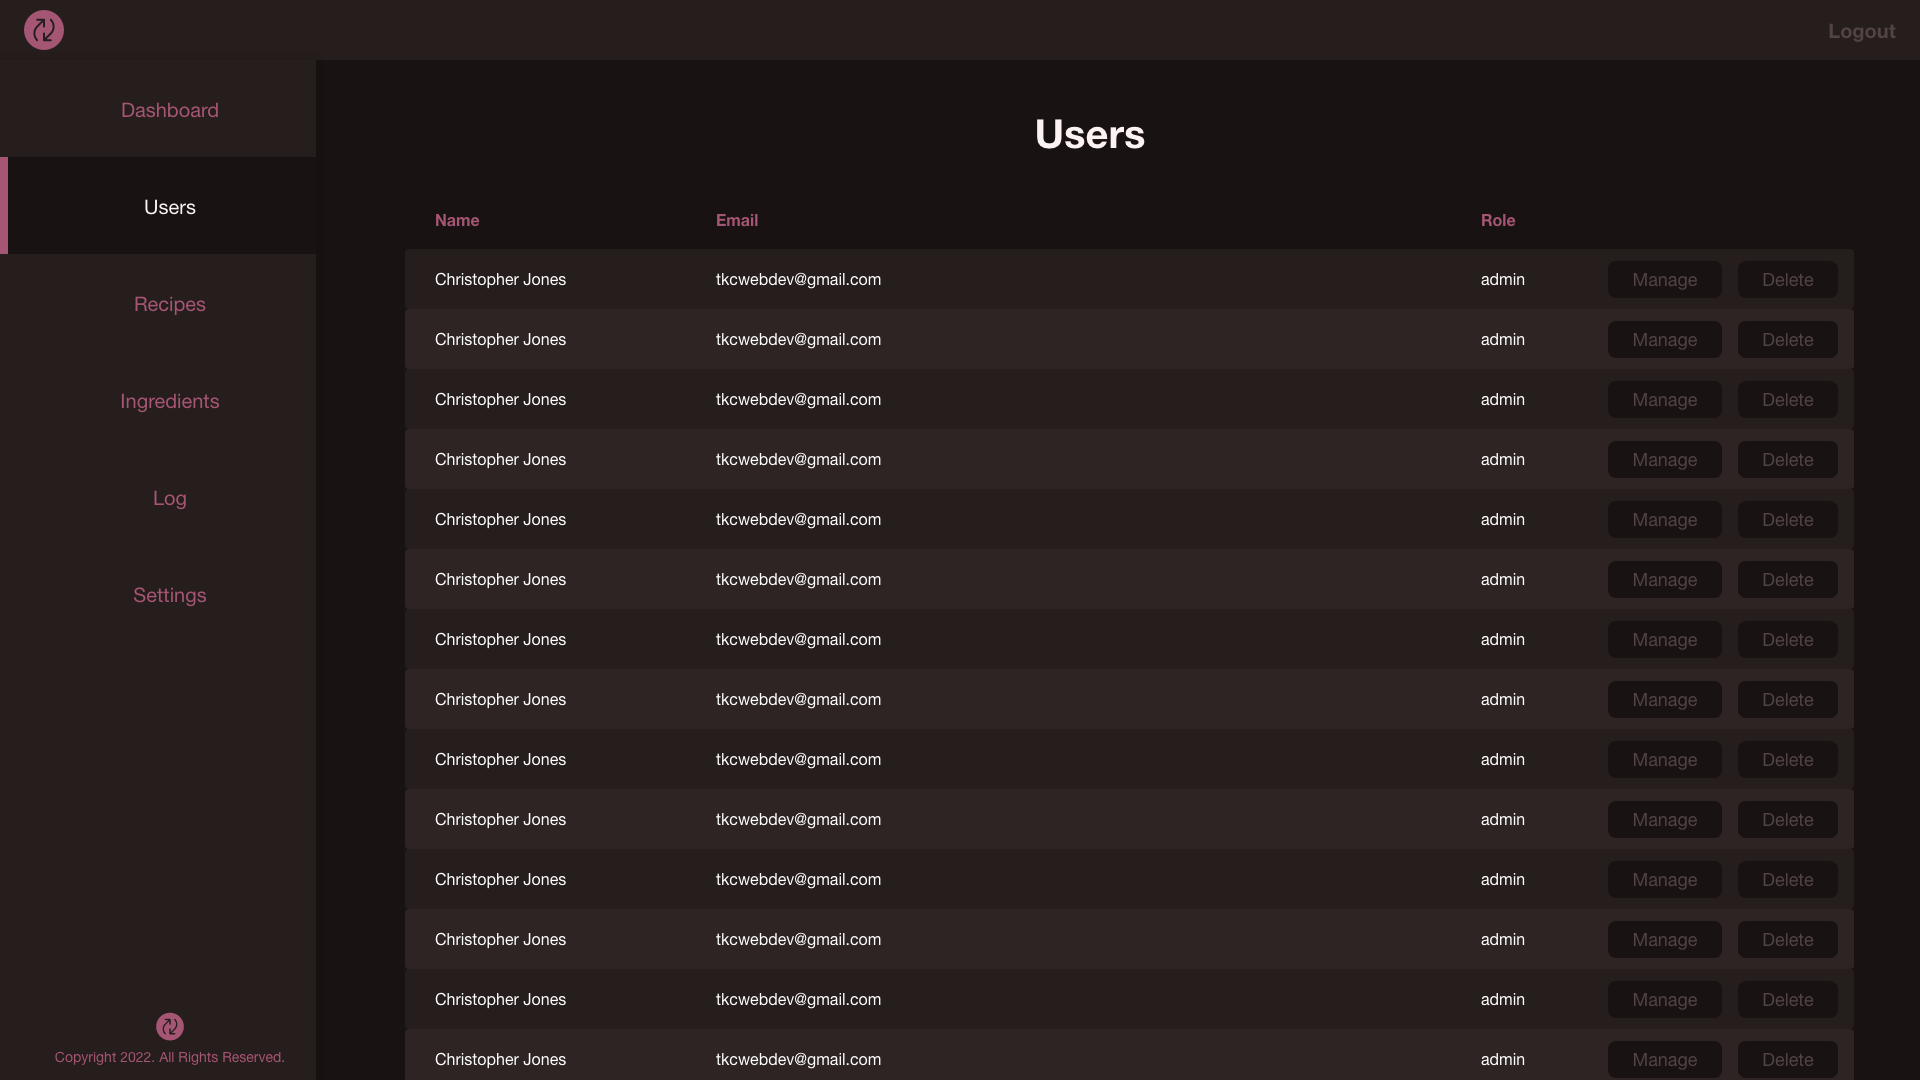 Logout
Dashboard
Users
Recipes
Ingredients
Log
Settings
Copyright 2022. All Rights Reserved.
Users
Name Email Role
Christopher Jones tkcwebdev@gmail.com admin Manage Delete
Christopher Jones tkcwebdev@gmail.com admin Manage Delete
Christopher Jones tkcwebdev@gmail.com admin Manage Delete
Christopher Jones tkcwebdev@gmail.com admin Manage Delete
Christopher Jones tkcwebdev@gmail.com admin Manage Delete
Christopher Jones tkcwebdev@gmail.com admin Manage Delete
Christopher Jones tkcwebdev@gmail.com admin Manage Delete
Christopher Jones tkcwebdev@gmail.com admin Manage Delete
Christopher Jones tkcwebdev@gmail.com admin Manage Delete
Christopher Jones tkcwebdev@gmail.com admin Manage Delete
Christopher Jones tkcwebdev@gmail.com admin Manage Delete
Christopher Jones tkcwebdev@gmail.com admin Manage Delete
Christopher Jones tkcwebdev@gmail.com admin Manage Delete
Christopher Jones tkcwebdev@gmail.com admin Manage Delete